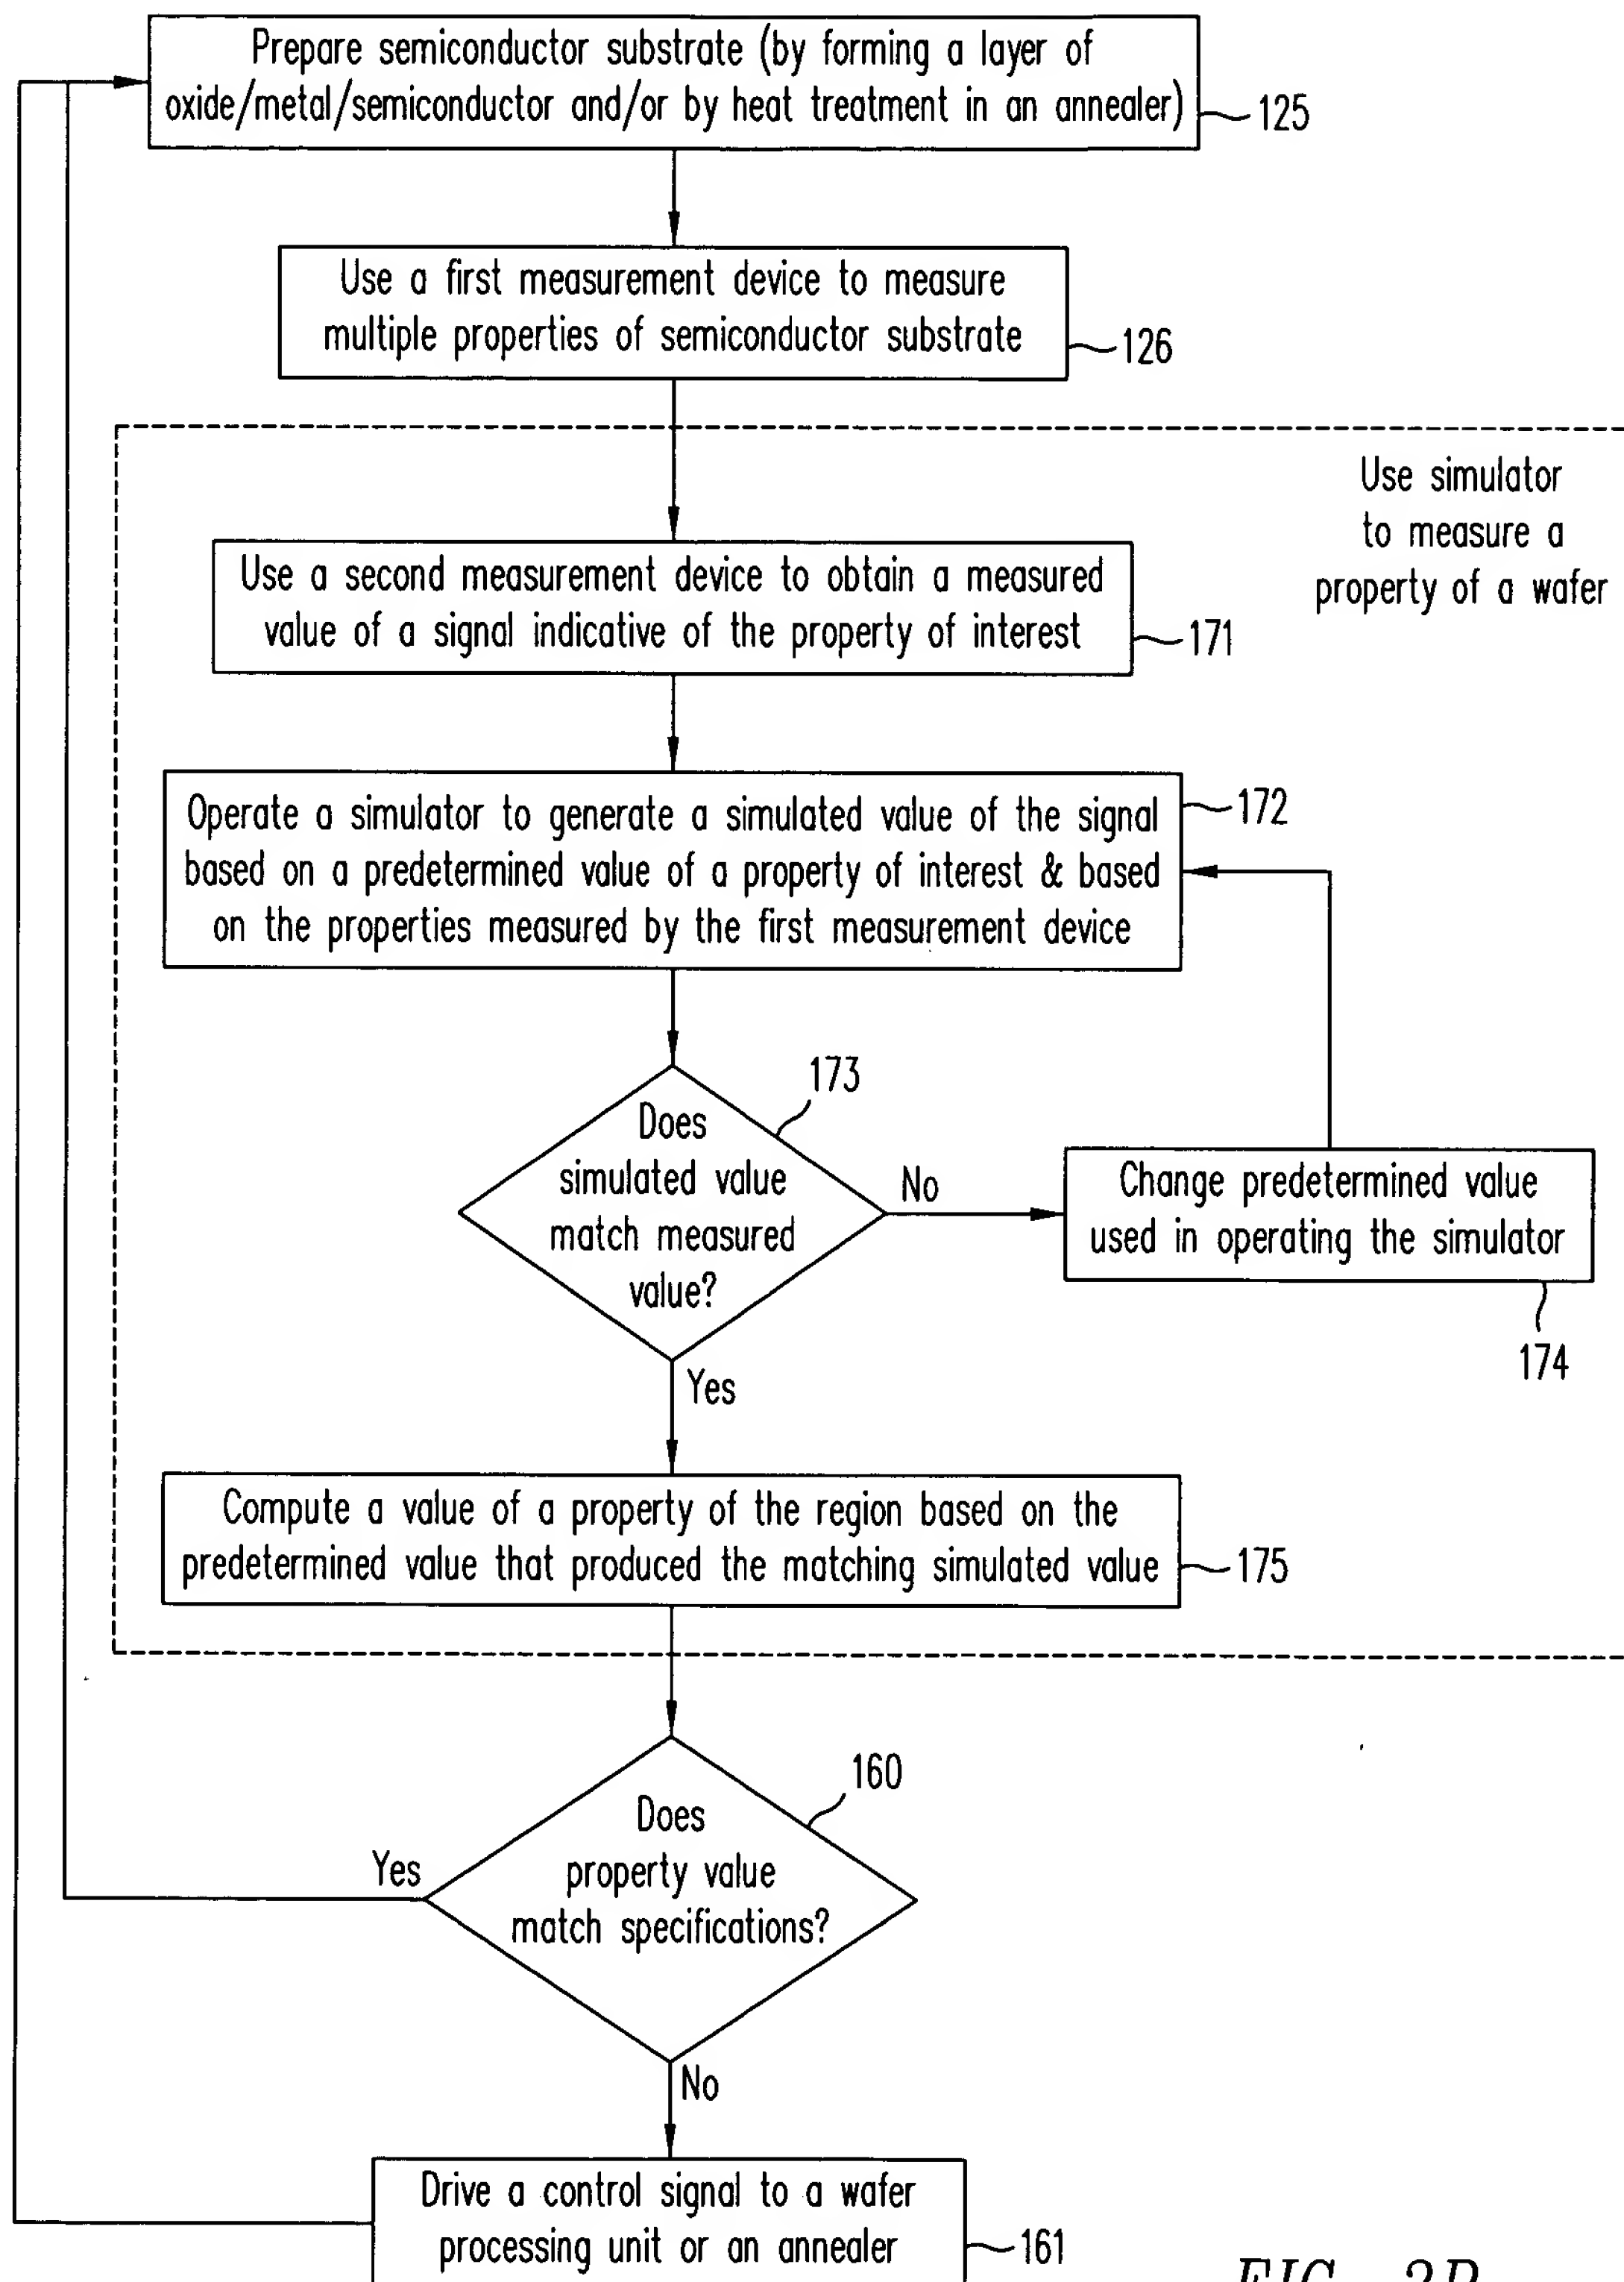 Prepare semiconductor substrate (by forming a layer of
oxide/metal/semiconductor and/or by heat treatment in an annealer)
125
Use a first measurement device to measure
multiple properties of semiconductor substrate
126
Use simulator
to measure a
property of a wafer
Use a second measurement device to obtain a measured
value of a signal indicative of the property of interest
171
Operate a simulator to generate a simulated value of the signal
based on a predetermined value of a property of interest & based
on the properties measured by the first measurement device
172
Does
simulated value
match measured
value?
173
No
Change predetermined value
used in operating the simulator
174
Yes
Compute a value of a property of the region based on the
predetermined value that produced the matching simulated value
175
Does
property value
match specifications?
160
Yes
No
Drive a control signal to a wafer
processing unit or an annealer
161
FIG.